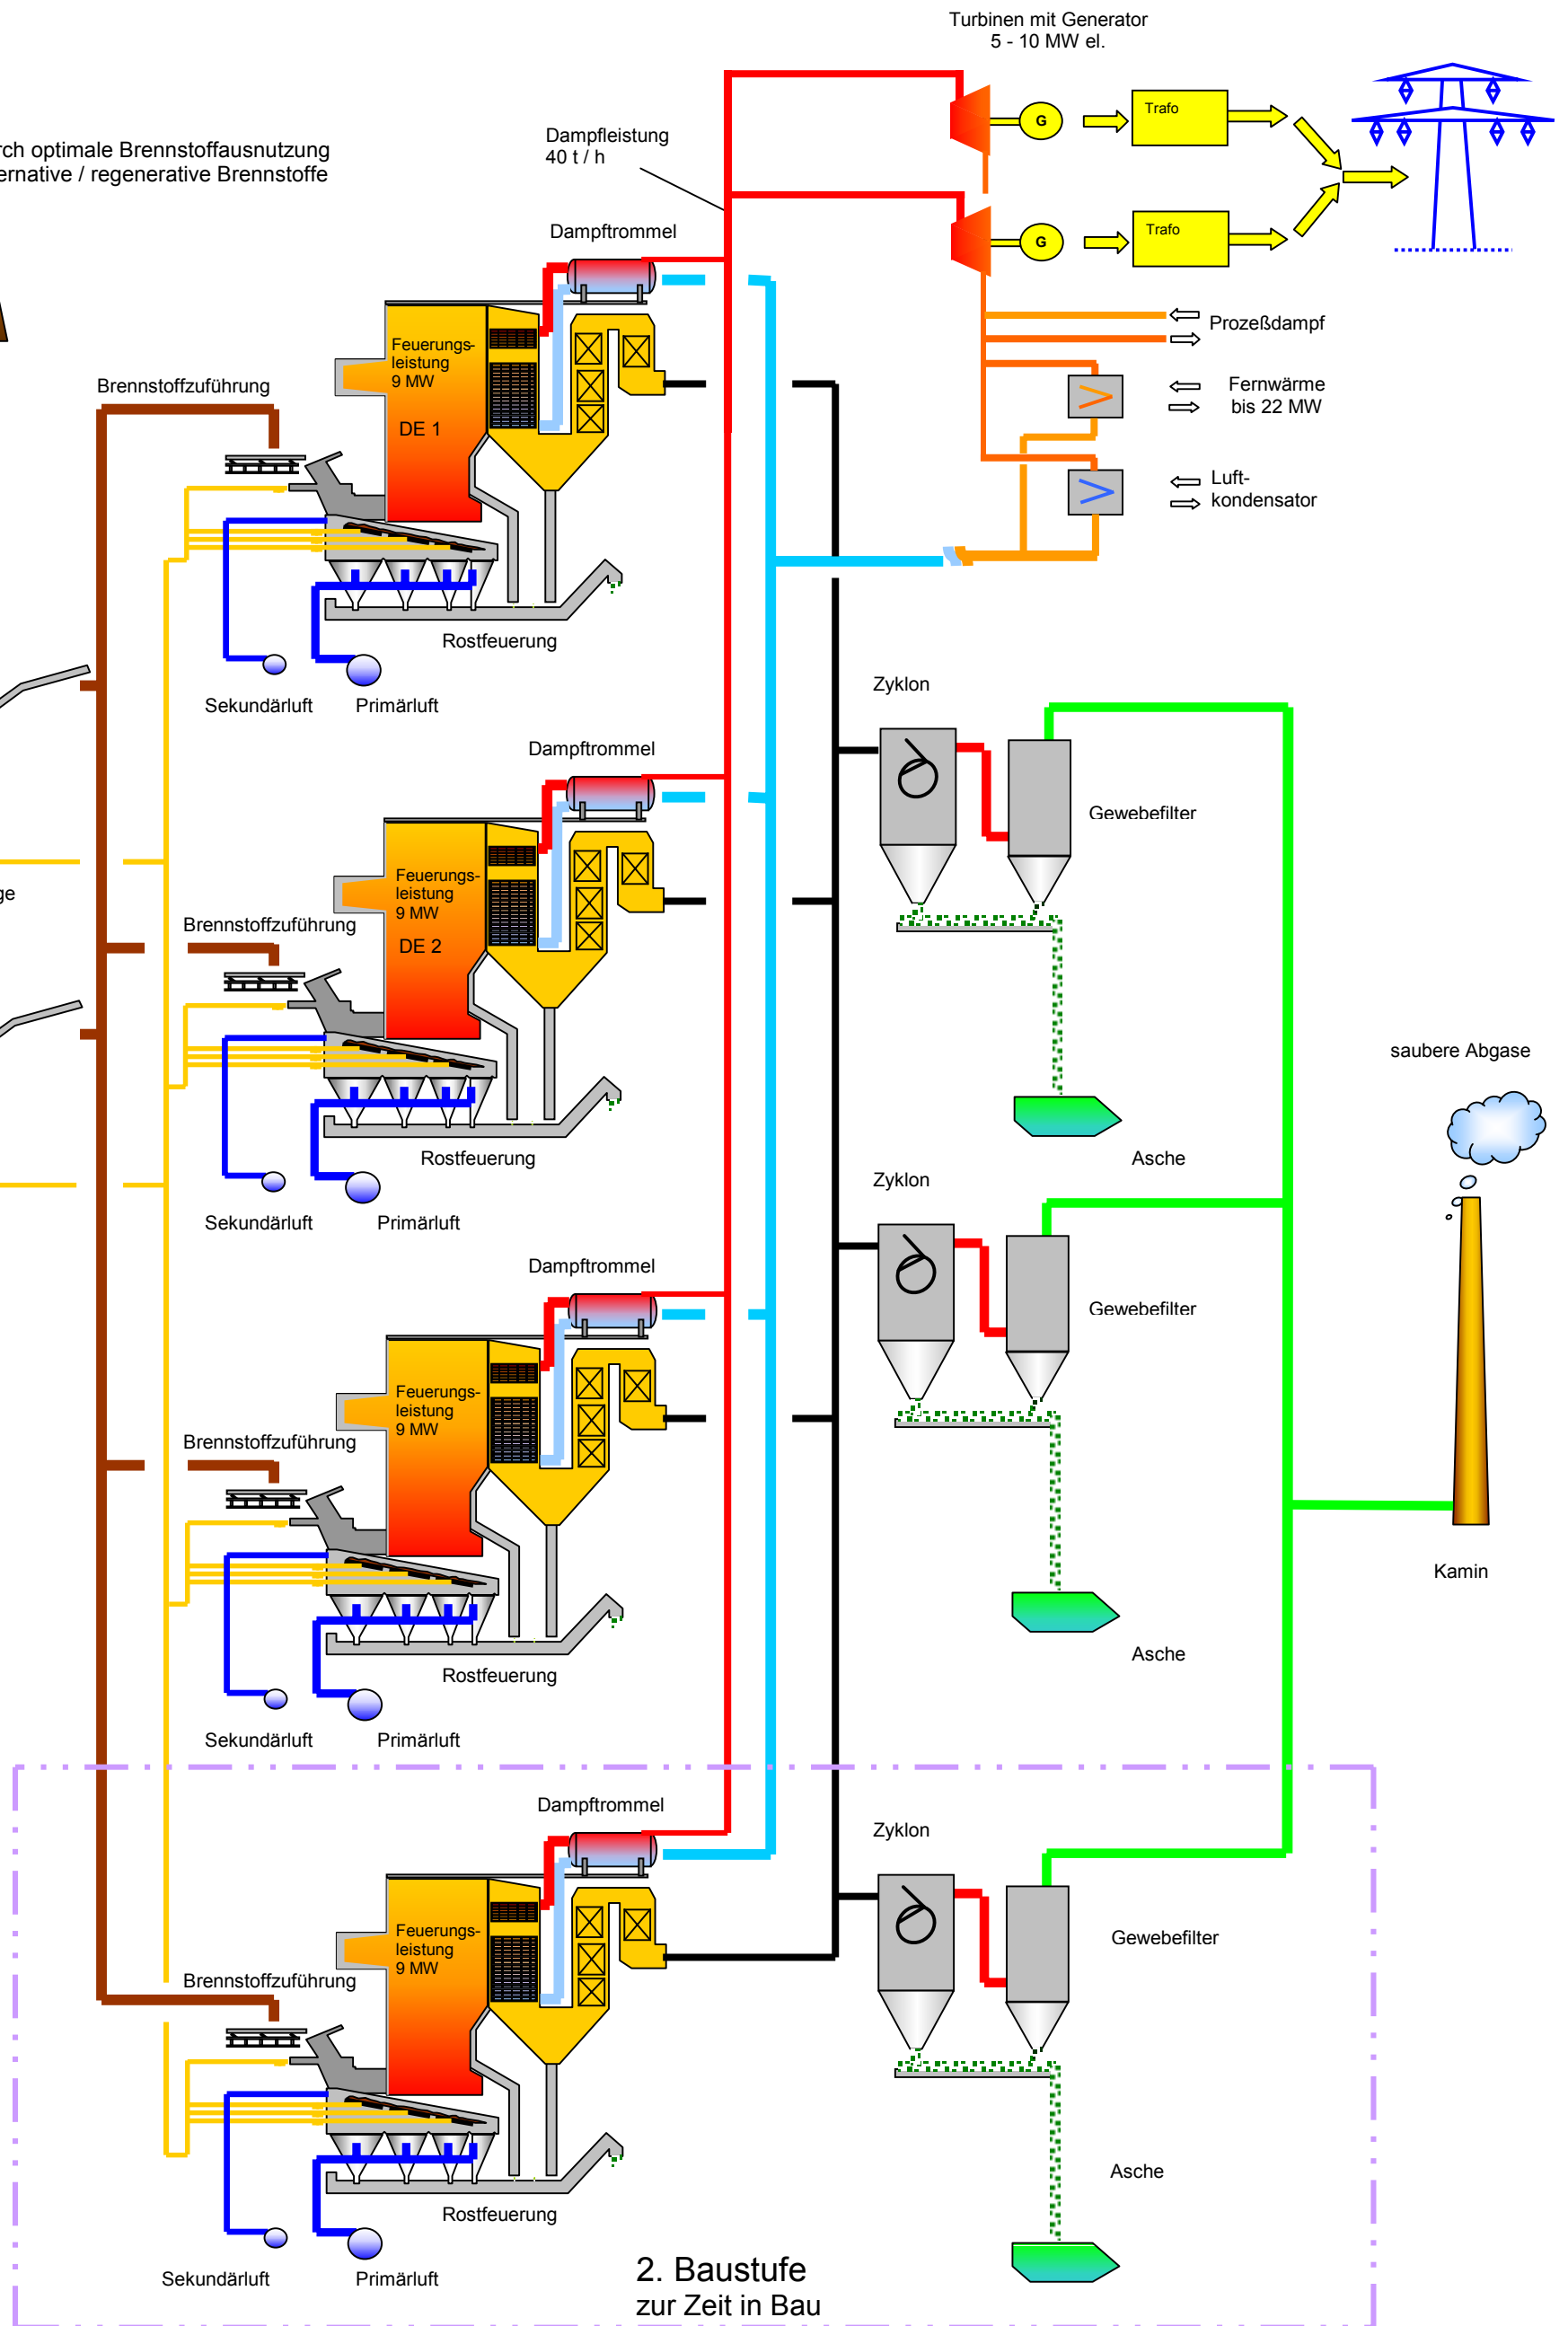 Turbinen mit Generator
5 - 10 MW el.
Dampfleistung
40 t / h
G
Trafo
optimale Brennstoffausnutzung
/ regenerative Brennstoffe
Dampftrommel
G
Trafo
Prozeßdampf
Feuerungs-
leistung
9 MW
DE 1
Fernwärme
bis 22 MW
Brennstoffzuführung
Luft-
kondensator
Rostfeuerung
Sekundärluft
Primärluft
Zyklon
Dampftrommel
Gewebefilter
Feuerungs-
leistung
9 MW
DE 2
Brennstoffzuführung
saubere Abgase
Rostfeuerung
Asche
Zyklon
Sekundärluft
Primärluft
Dampftrommel
Gewebefilter
Feuerungs-
leistung
9 MW
Brennstoffzuführung
Kamin
Rostfeuerung
Asche
Sekundärluft
Primärluft
Dampftrommel
Zyklon
Feuerungs-
leistung
9 MW
Gewebefilter
Brennstoffzuführung
Asche
Rostfeuerung
Sekundärluft
Primärluft
2. Baustufe
zur Zeit in Bau